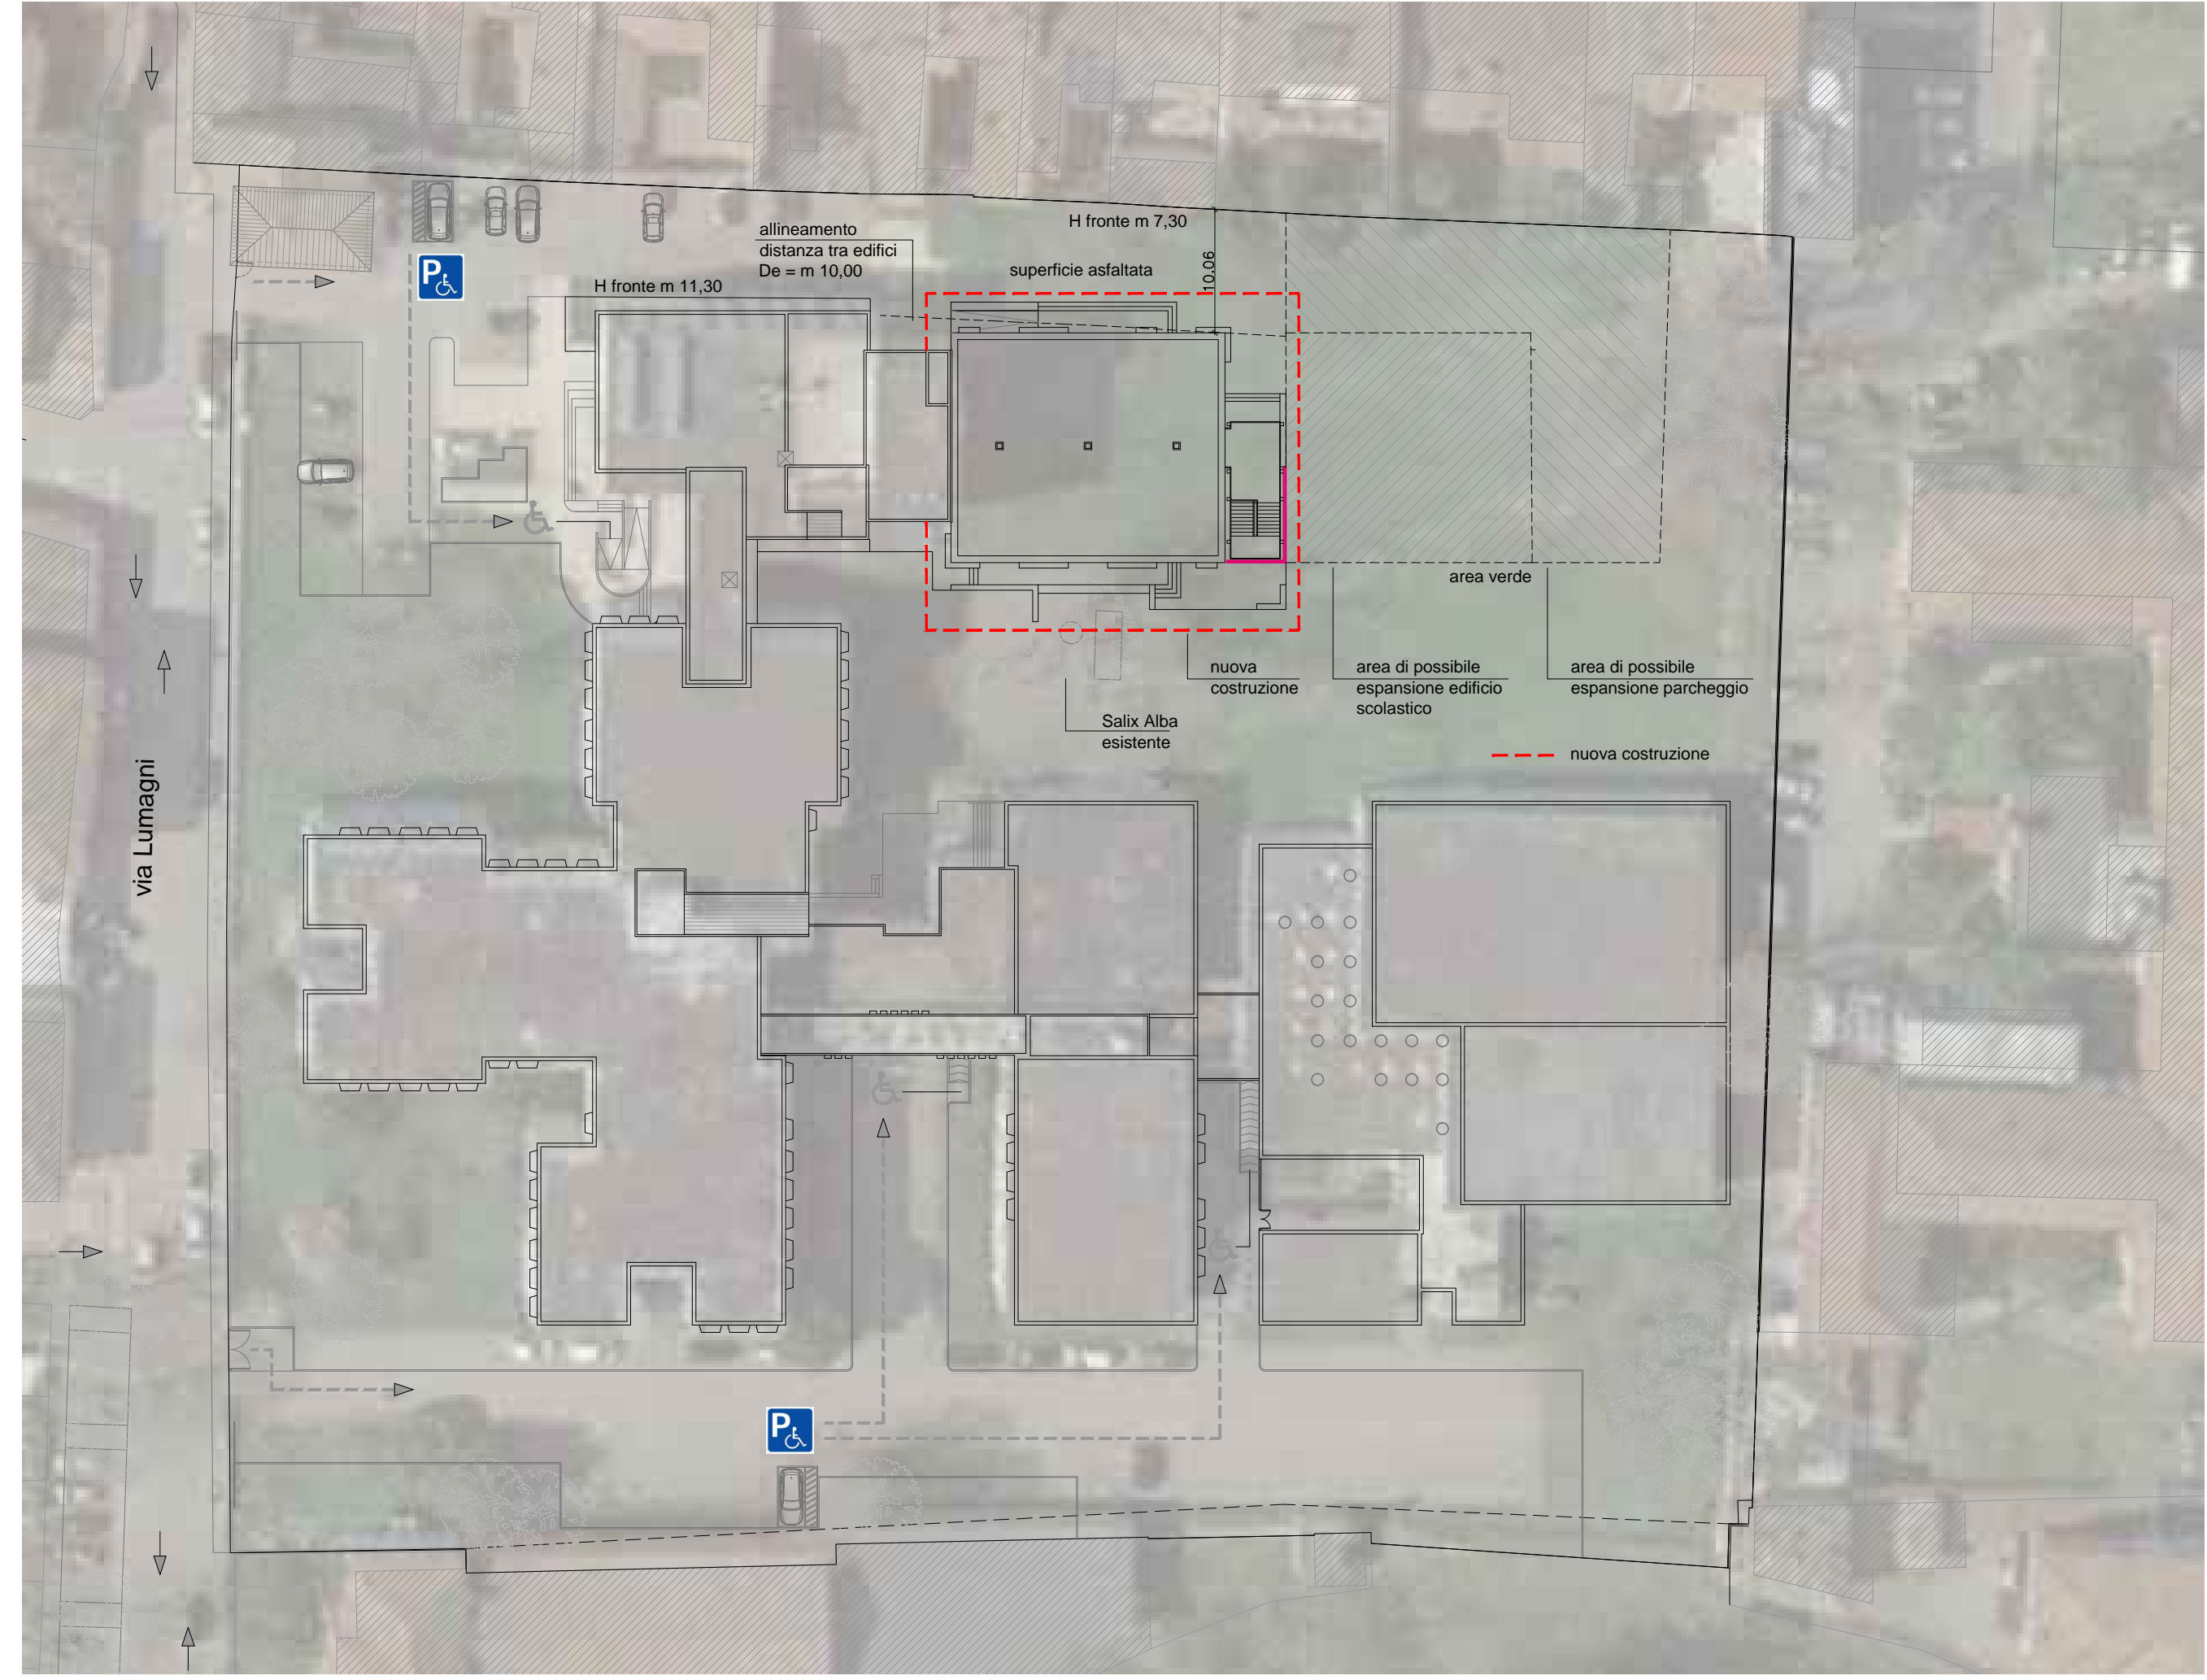 H fronte m 7,30
allineamento
distanza tra edifici
De = m 10,00
superficie asfaltata
10.06
H fronte m 11,30
P
area verde
nuova
costruzione
area di possibile
espansione edificio
scolastico
area di possibile
espansione parcheggio
Salix Alba
esistente
nuova costruzione
via Lumagni
P